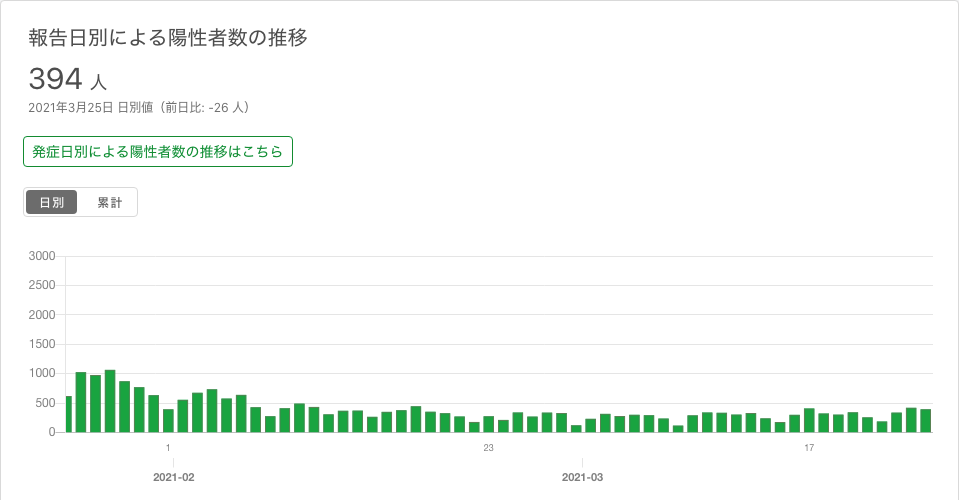 報告日別による陽性者数の推移
394 人
2021年3月25日 日別値（前日比: -26 人）
発症日別による陽性者数の推移はこちら
日別 累計
3000
2500
2000
1500
1000
500
0
1 23 17
2021-02 2021-03